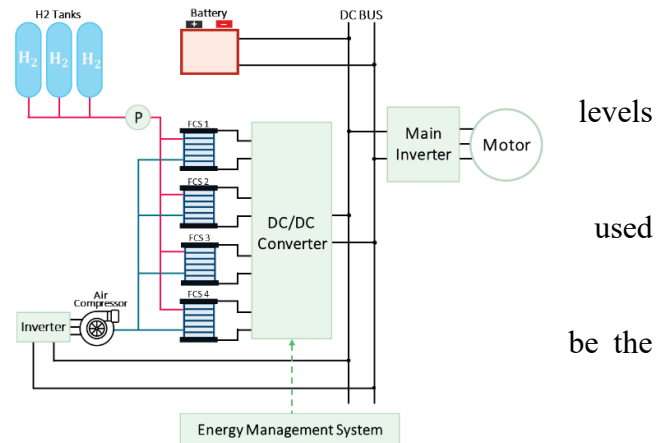 H2 Tanks
Battery
DC BUS
H₂
H₂
H₂
P
levels
FCS 1
Main
Inverter
Motor
FCS 2
DC/DC
Converter
used
FCS 3
Air
Compressor
FCS 4
Inverter
be the
Energy Management System